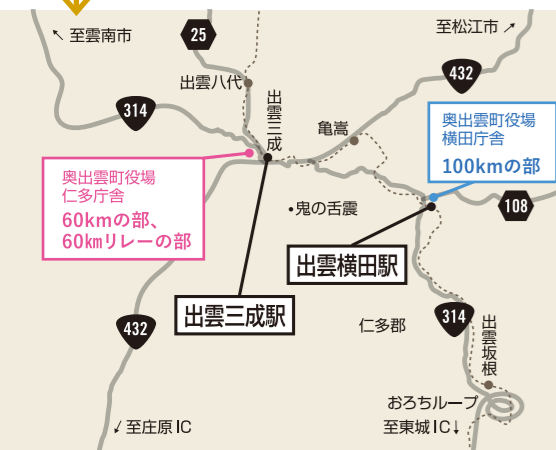 ↖至雲南市
25
至松江市↗
出雲八代
432
314
出雲三成
亀嵩
奥出雲町役場
横田庁舎
100kmの部
奥出雲町役場
仁多庁舎
60kmの部、
60kmリレーの部
・鬼の舌震
108
出雲横田駅
出雲三成駅
432
仁多郡
314
出雲坂根
おろちループ
↙至庄原IC
至東城IC↓